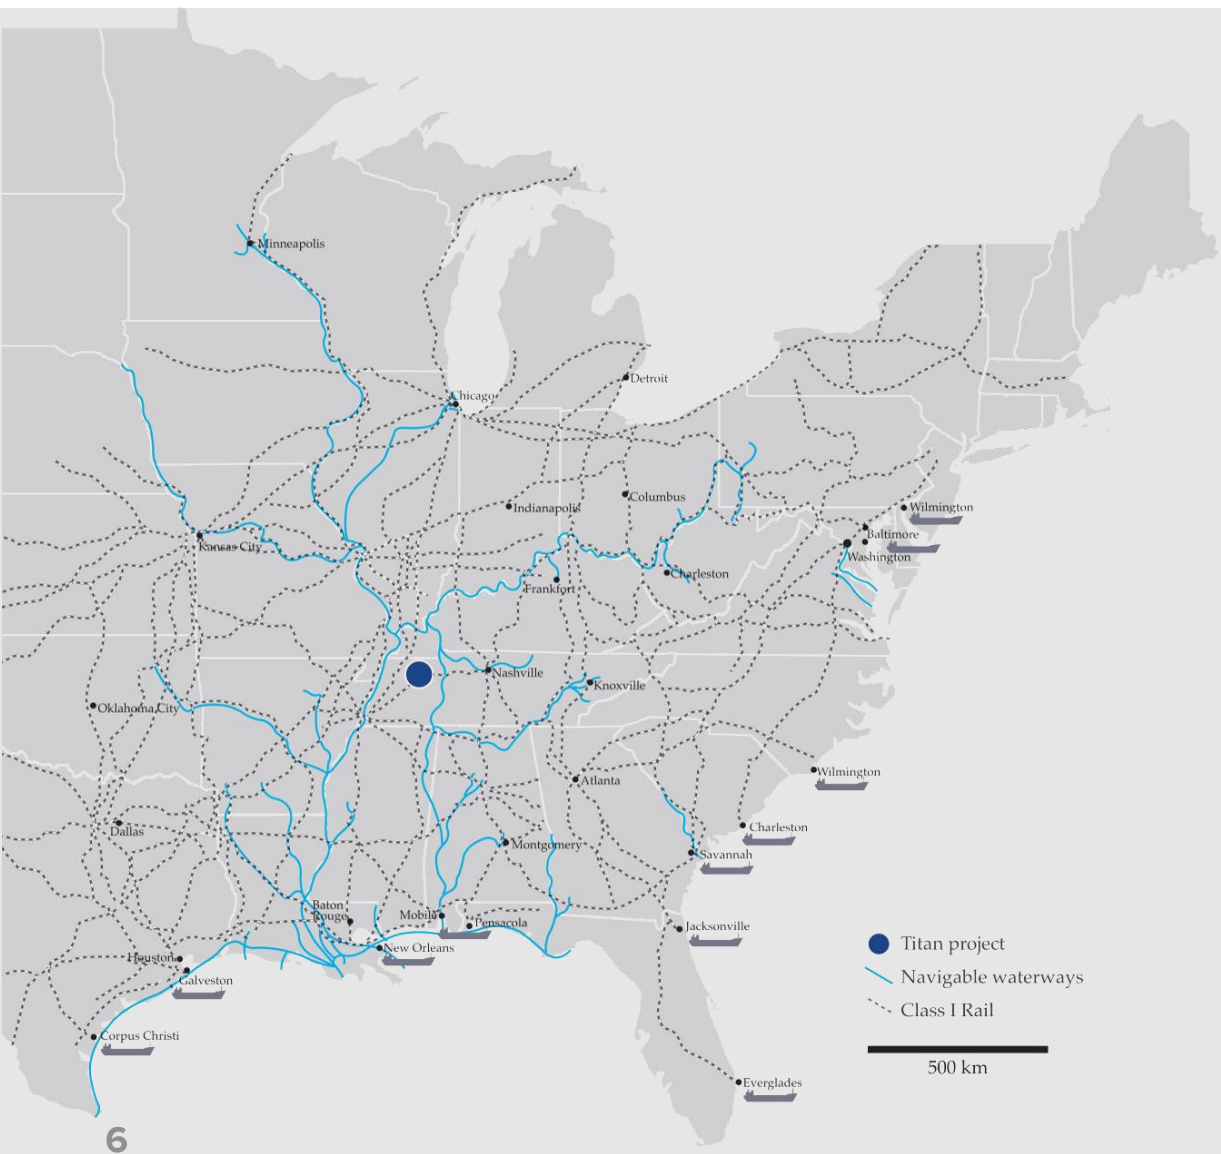 Minneapolis
Chicago
Detroit
Columbus
Indianapolis
Wilmington
Baltimore
Washington
Kansas City
Charleston
Frankfort
Nashville
Knoxville
Oklahoma City
Atlanta
Wilmington
Dallas
Charleston
Montgomery
Savannah
Baton
Rouge
Mobile
Pensacola
Jacksonville
New Orleans
Houston
Galveston
Corpus Christi
Everglades
Titan project
Navigable waterways
Class I Rail
500 km
6